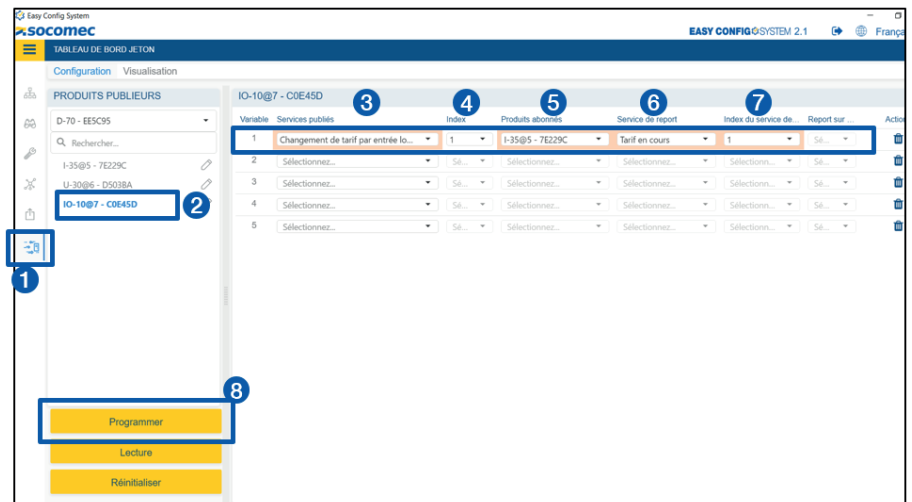 Easy Config System
socomec
EASY CONFIG SYSTEM 2.1
França
TABLEAU DE BORD JETON
Configuration Visualisation
PRODUITS PUBLIEURS
D-70 - EE5C95
Rechercher...
I-35@5 - 7E229C
U-30@6 - D503BA
IO-10@7 - C0E45D
2
1
IO-10@7 - C0E45D
3 4 5 6 7
Variable Services publiés Index Produits abonnés Service de report Index du service de... Report sur ... Action
1 Changement de tarif par entrée lo... 1 I-35@5 - 7E229C Tarif en cours 1 Sé...
2 Sélectionnez... Sé... Sélectionnez... Sélectionnez... Sélectionn... Sé...
3 Sélectionnez... Sé... Sélectionnez... Sélectionnez... Sélectionn... Sé...
4 Sélectionnez... Sé... Sélectionnez... Sélectionnez... Sélectionn... Sé...
5 Sélectionnez... Sé... Sélectionnez... Sélectionnez... Sélectionn... Sé...
8
Programmer
Lecture
Réinitialiser